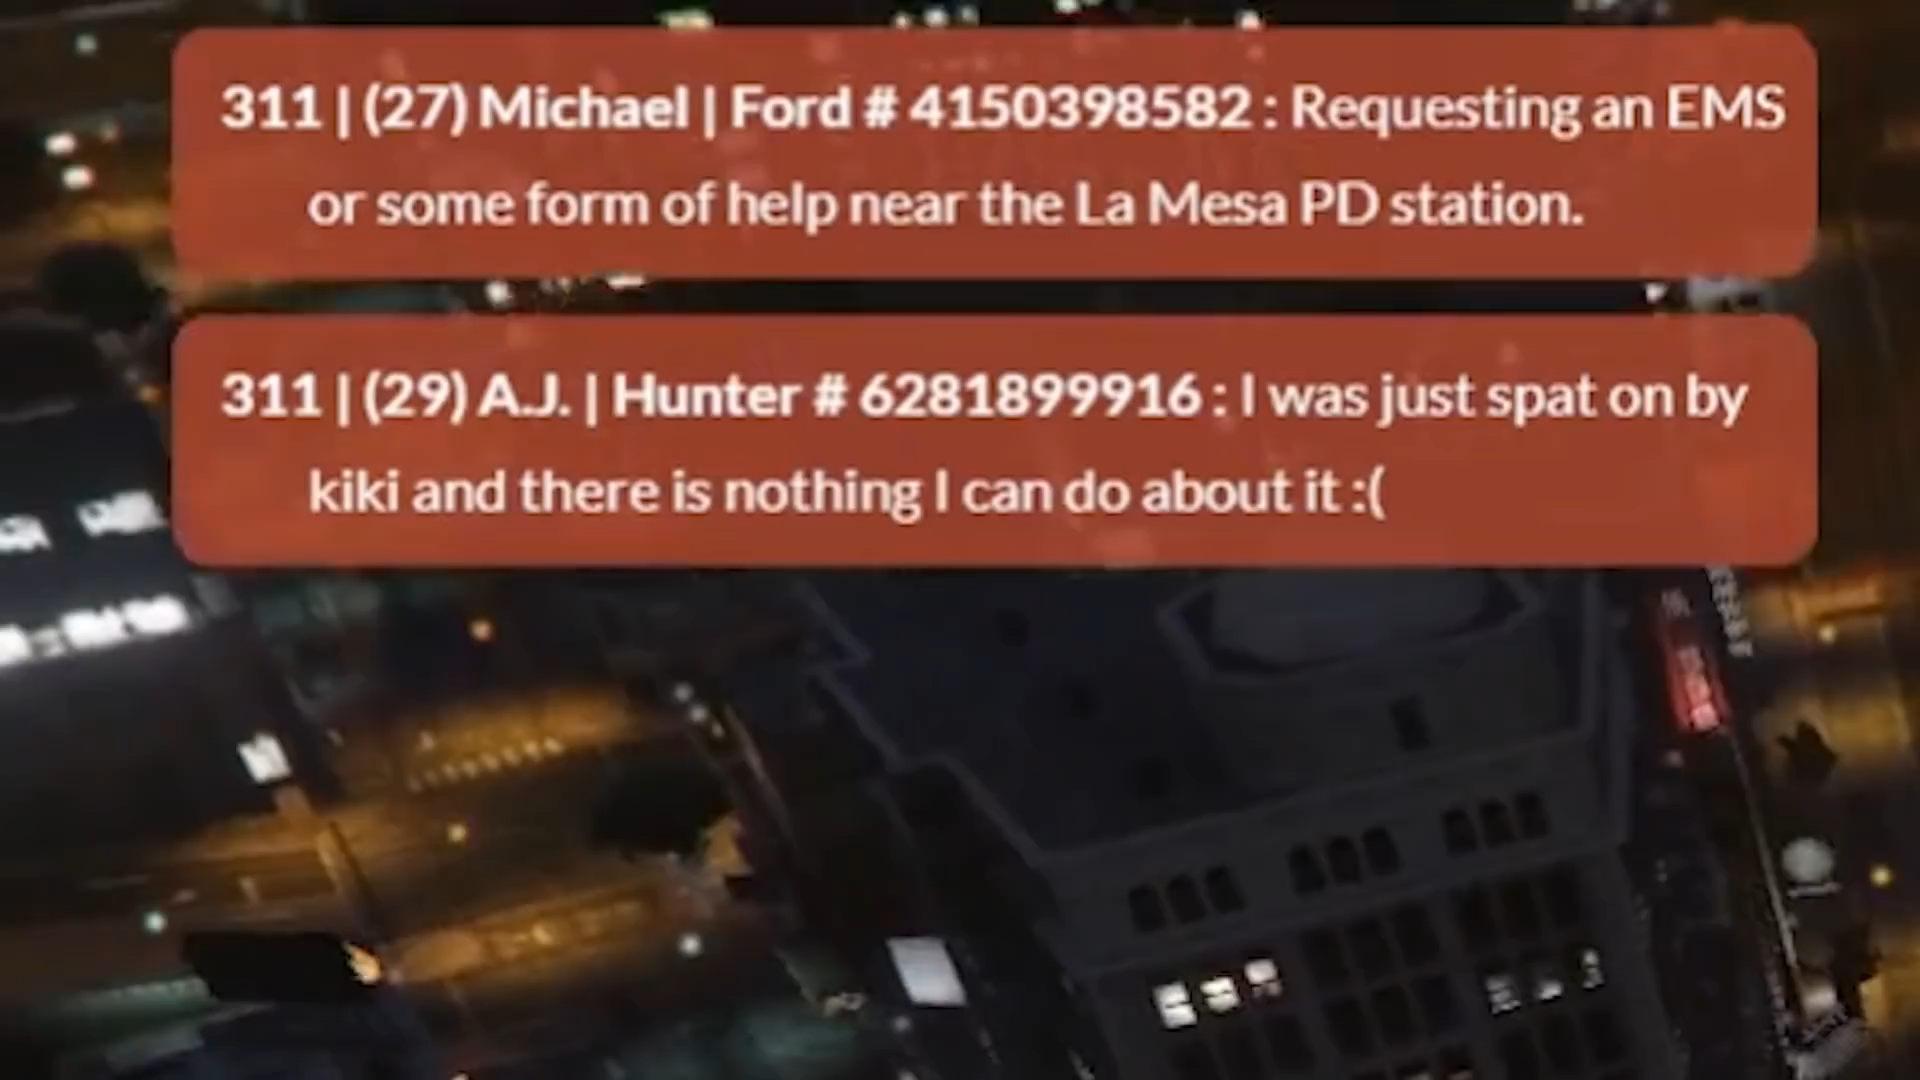 311 | (27) Michael | Ford # 4150398582 : Requesting an EMS
or some form of help near the La Mesa PD station.
311 | (29) A.J. | Hunter # 6281899916 : I was just spat on by
kiki and there is nothing I can do about it :(